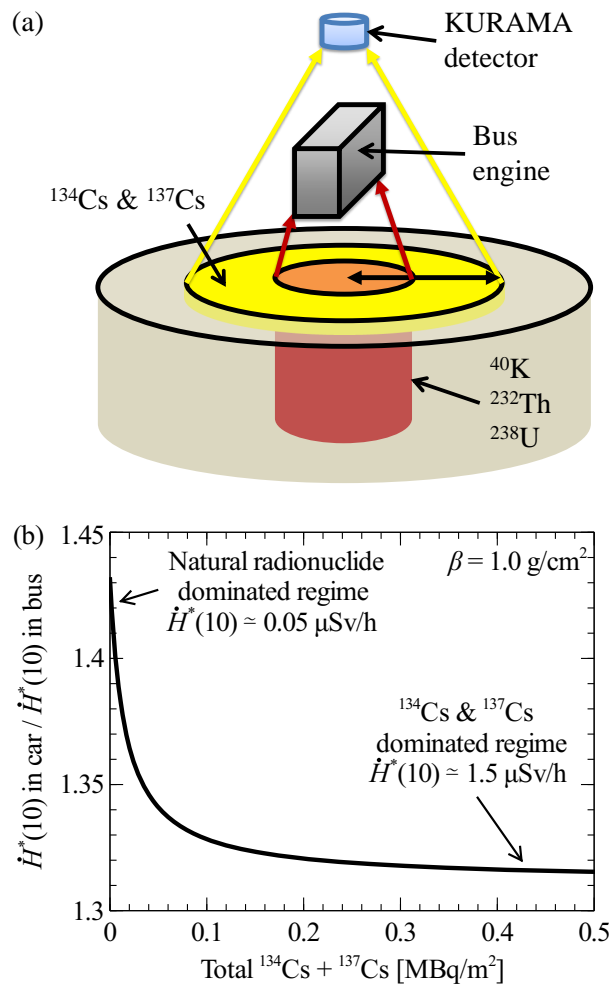 (a)
KURAMA
detector
Bus
engine
¹³⁴Cs & ¹³⁷Cs
⁴⁰K
²³²Th
²³⁸U
(b)
1.45
1.4
1.35
1.3
Natural radionuclide
dominated regime
Ḣ*(10) ≃ 0.05 μSv/h
β = 1.0 g/cm²
¹³⁴Cs & ¹³⁷Cs
dominated regime
Ḣ*(10) ≃ 1.5 μSv/h
Ḣ*(10) in car / Ḣ*(10) in bus
0 0.1 0.2 0.3 0.4 0.5
Total ¹³⁴Cs + ¹³⁷Cs [MBq/m²]